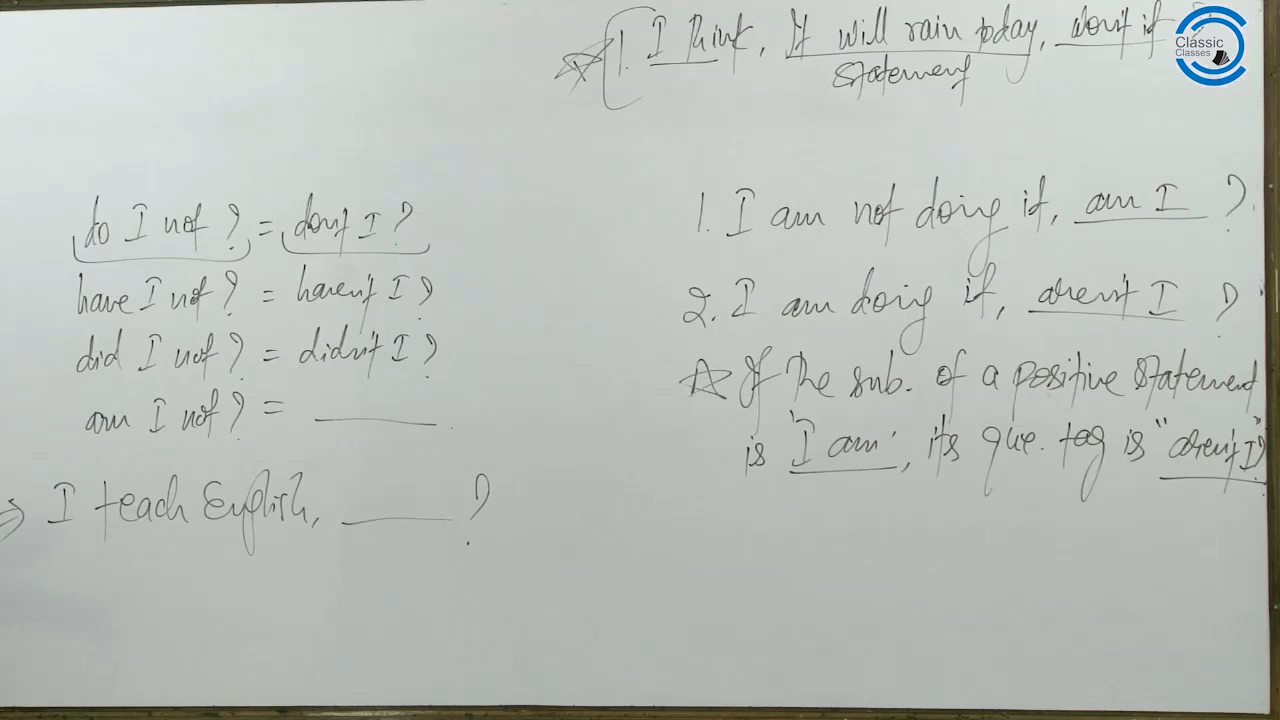 1. I think, It will rain today, won't it
Statement
Classic
Classes
do I not? = don't I?
have I not? = haven't I?
did I not? = didn't I?
am I not? = ______.
⇒ I teach English, ______?
1. I am not doing it, am I ?
2. I am doing it, aren't I ?
☆ If the sub. of a positive statement
is 'I am', its que. tag is "aren't I?"